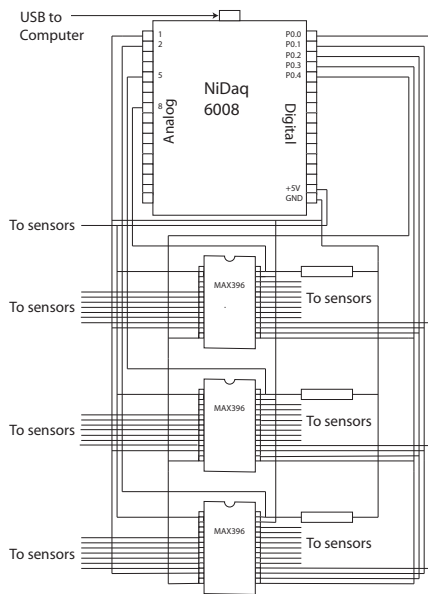 USB to
Computer
1
2
5
8
Analog
NiDaq
6008
Digital
P0.0
P0.1
P0.2
P0.3
P0.4
+5V
GND
To sensors
MAX396
To sensors
To sensors
MAX396
To sensors
To sensors
MAX396
To sensors
To sensors